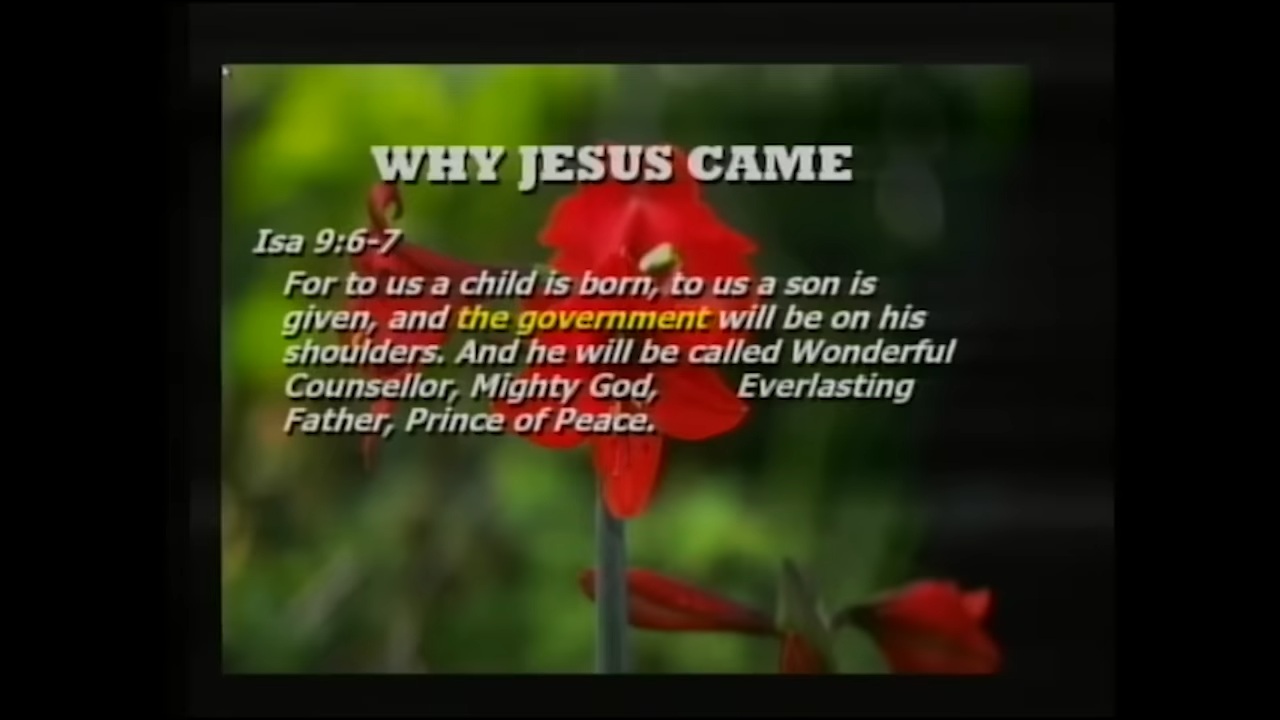 WHY JESUS CAME
Isa 9:6-7
For to us a child is born, to us a son is
given, and the government will be on his
shoulders. And he will be called Wonderful
Counsellor, Mighty God, Everlasting
Father, Prince of Peace.